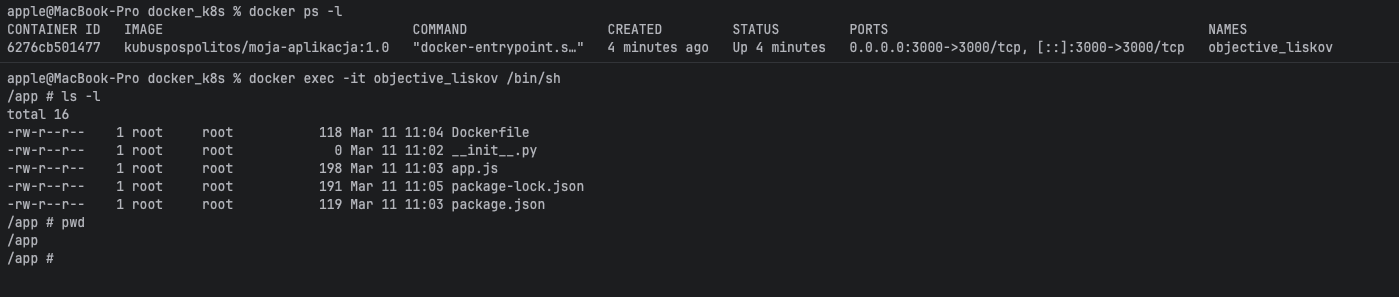 apple@MacBook-Pro docker_k8s % docker ps -l
CONTAINER ID   IMAGE                                COMMAND                  CREATED         STATUS         PORTS                                         NAMES
6276cb501477   kubuspospolitos/moja-aplikacja:1.0   "docker-entrypoint.s…"   4 minutes ago   Up 4 minutes   0.0.0.0:3000->3000/tcp, [::]:3000->3000/tcp   objective_liskov
apple@MacBook-Pro docker_k8s % docker exec -it objective_liskov /bin/sh
/app # ls -l
total 16
-rw-r--r--    1 root     root           118 Mar 11 11:04 Dockerfile
-rw-r--r--    1 root     root             0 Mar 11 11:02 __init__.py
-rw-r--r--    1 root     root           198 Mar 11 11:03 app.js
-rw-r--r--    1 root     root           191 Mar 11 11:05 package-lock.json
-rw-r--r--    1 root     root           119 Mar 11 11:03 package.json
/app # pwd
/app
/app #